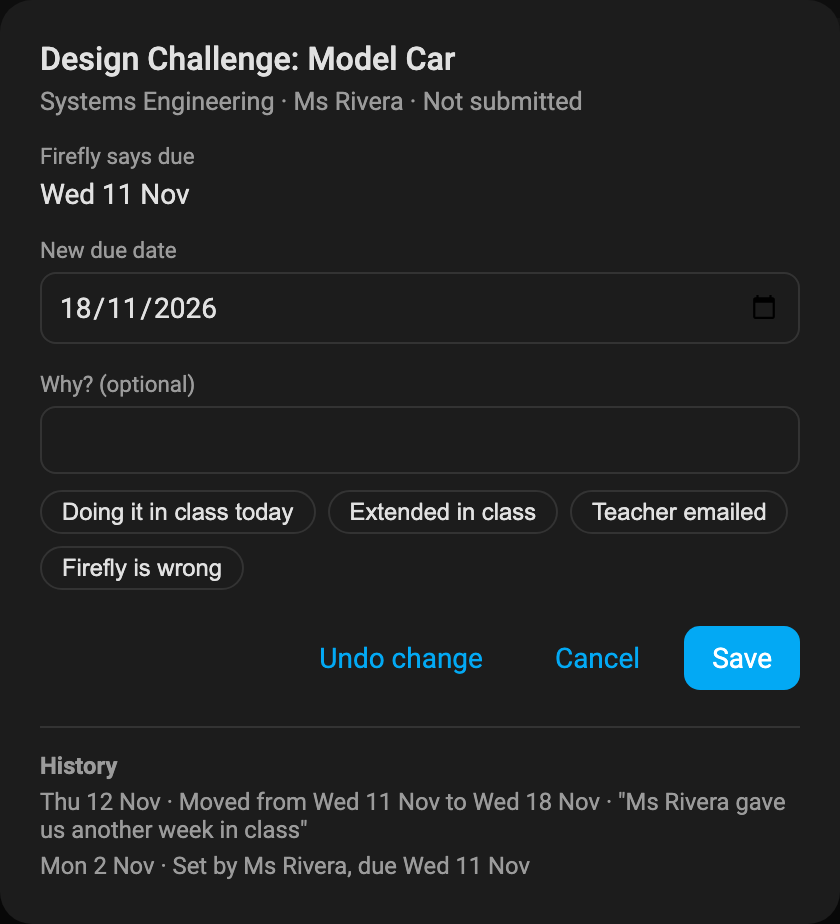 Design Challenge: Model Car
Systems Engineering · Ms Rivera · Not submitted
Firefly says due
Wed 11 Nov
New due date
18/11/2026
Why? (optional)
Doing it in class today
Extended in class
Teacher emailed
Firefly is wrong
Undo change
Cancel
Save
History
Thu 12 Nov · Moved from Wed 11 Nov to Wed 18 Nov · "Ms Rivera gave
us another week in class"
Mon 2 Nov · Set by Ms Rivera, due Wed 11 Nov